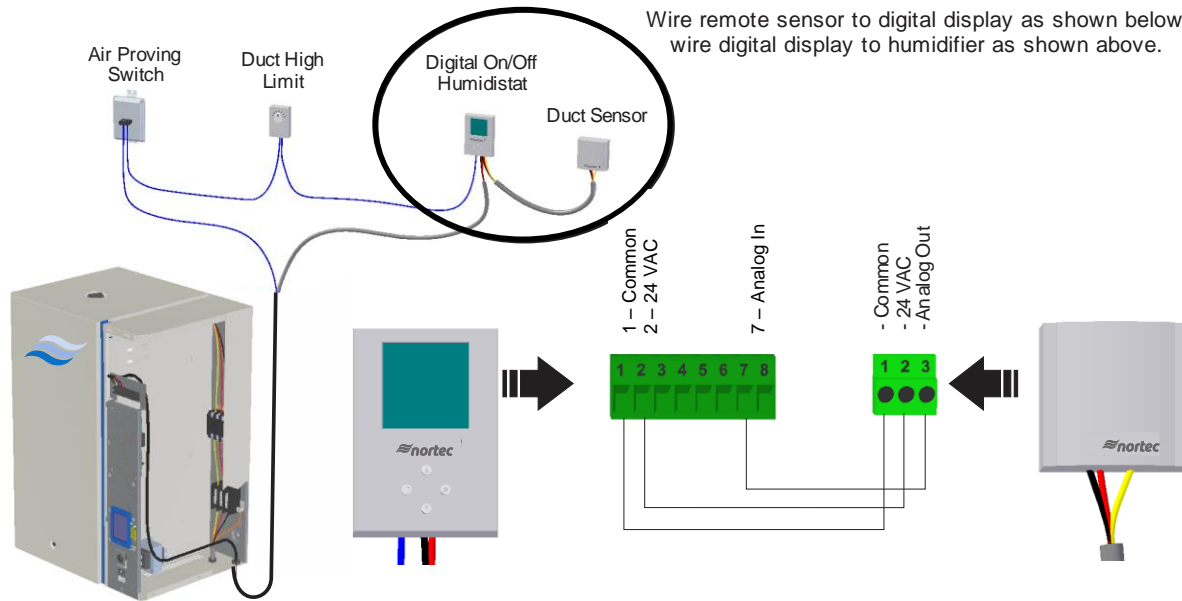 Wire remote sensor to digital display as shown below
wire digital display to humidifier as shown above.
Air Proving
Switch
Duct High
Limit
Digital On/Off
Humidistat
Duct Sensor
1 – Common
2 – 24 VAC
7 – Analog In
- Common
- 24 VAC
- Analog Out
1 2 3 4 5 6 7 8
1 2 3
nortec
nortec